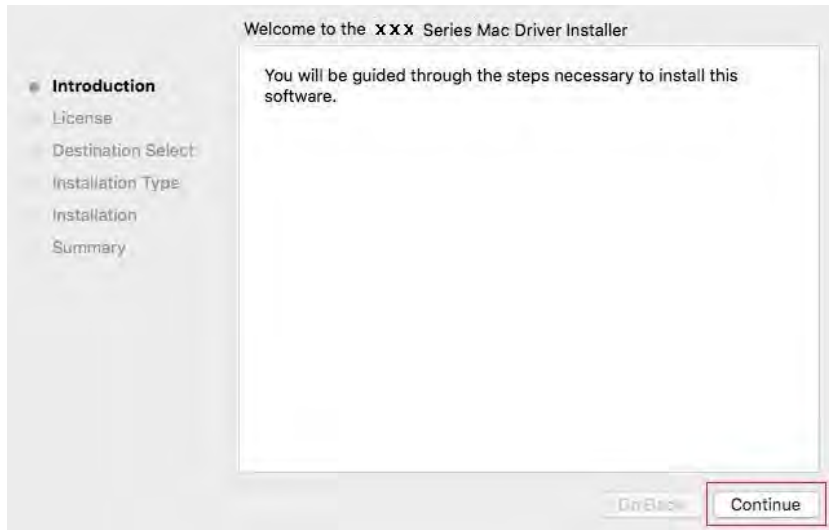 Welcome to the XXX Series Mac Driver Installer
Introduction
License
Destination Select
Installation Type
Installation
Summary
You will be guided through the steps necessary to install this
software.
Go Back
Continue